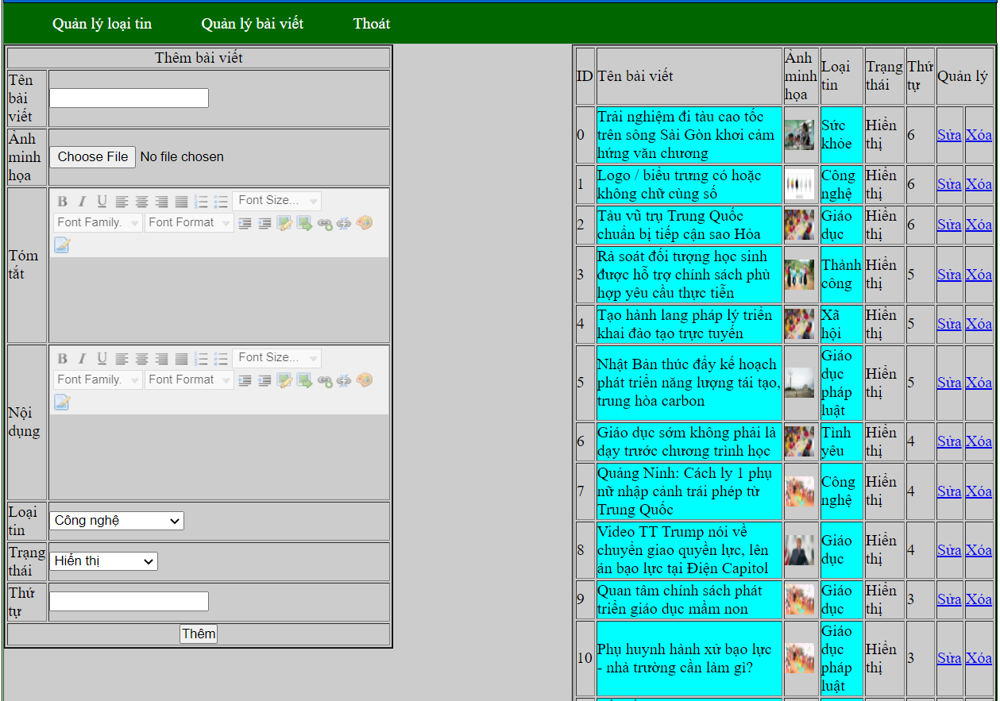 Quản lý loại tin
Quản lý bài viết
Thoát
Thêm bài viết
Tên
bài
viết
Ảnh
minh
họa
Choose File No file chosen
Tóm
tắt
B I U
Font Size...
Font Family.
Font Format
Nội
dụng
B I U
Font Size...
Font Family.
Font Format
Loại
tin
Công nghệ
Trạng
thái
Hiển thị
Thứ
tự
Thêm
ID
Tên bài viết
Ảnh
minh
họa
Loại
tin
Trạng
thái
Thứ
tự
Quản lý
0
Trải nghiệm đi tàu cao tốc
trên sông Sài Gòn khơi cảm
hứng văn chương
Sức
khỏe
Hiển
thị
6
Sửa
Xóa
1
Logo / biểu trưng có hoặc
không chữ cùng số
Công
nghệ
Hiển
thị
6
Sửa
Xóa
2
Tàu vũ trụ Trung Quốc
chuẩn bị tiếp cận sao Hỏa
Giáo
dục
Hiển
thị
6
Sửa
Xóa
3
Rà soát đối tượng học sinh
được hỗ trợ chính sách phù
hợp yêu cầu thực tiễn
Thành
công
Hiển
thị
5
Sửa
Xóa
4
Tạo hành lang pháp lý triển
khai đào tạo trực tuyến
Xã
hội
Hiển
thị
5
Sửa
Xóa
5
Nhật Bản thúc đẩy kế hoạch
phát triển năng lượng tái tạo,
trung hòa carbon
Giáo
dục
pháp
luật
Hiển
thị
5
Sửa
Xóa
6
Giáo dục sớm không phải là
dạy trước chương trình học
Tình
yêu
Hiển
thị
4
Sửa
Xóa
7
Quảng Ninh: Cách ly 1 phụ
nữ nhập cảnh trái phép từ
Trung Quốc
Công
nghệ
Hiển
thị
4
Sửa
Xóa
8
Video TT Trump nói về
chuyển giao quyền lực, lên
án bạo lực tại Điện Capitol
Giáo
dục
Hiển
thị
4
Sửa
Xóa
9
Quan tâm chính sách phát
triển giáo dục mầm non
Giáo
dục
Hiển
thị
3
Sửa
Xóa
10
Phụ huynh hành xử bạo lực
- nhà trường cần làm gì?
Giáo
dục
pháp
luật
Hiển
thị
3
Sửa
Xóa